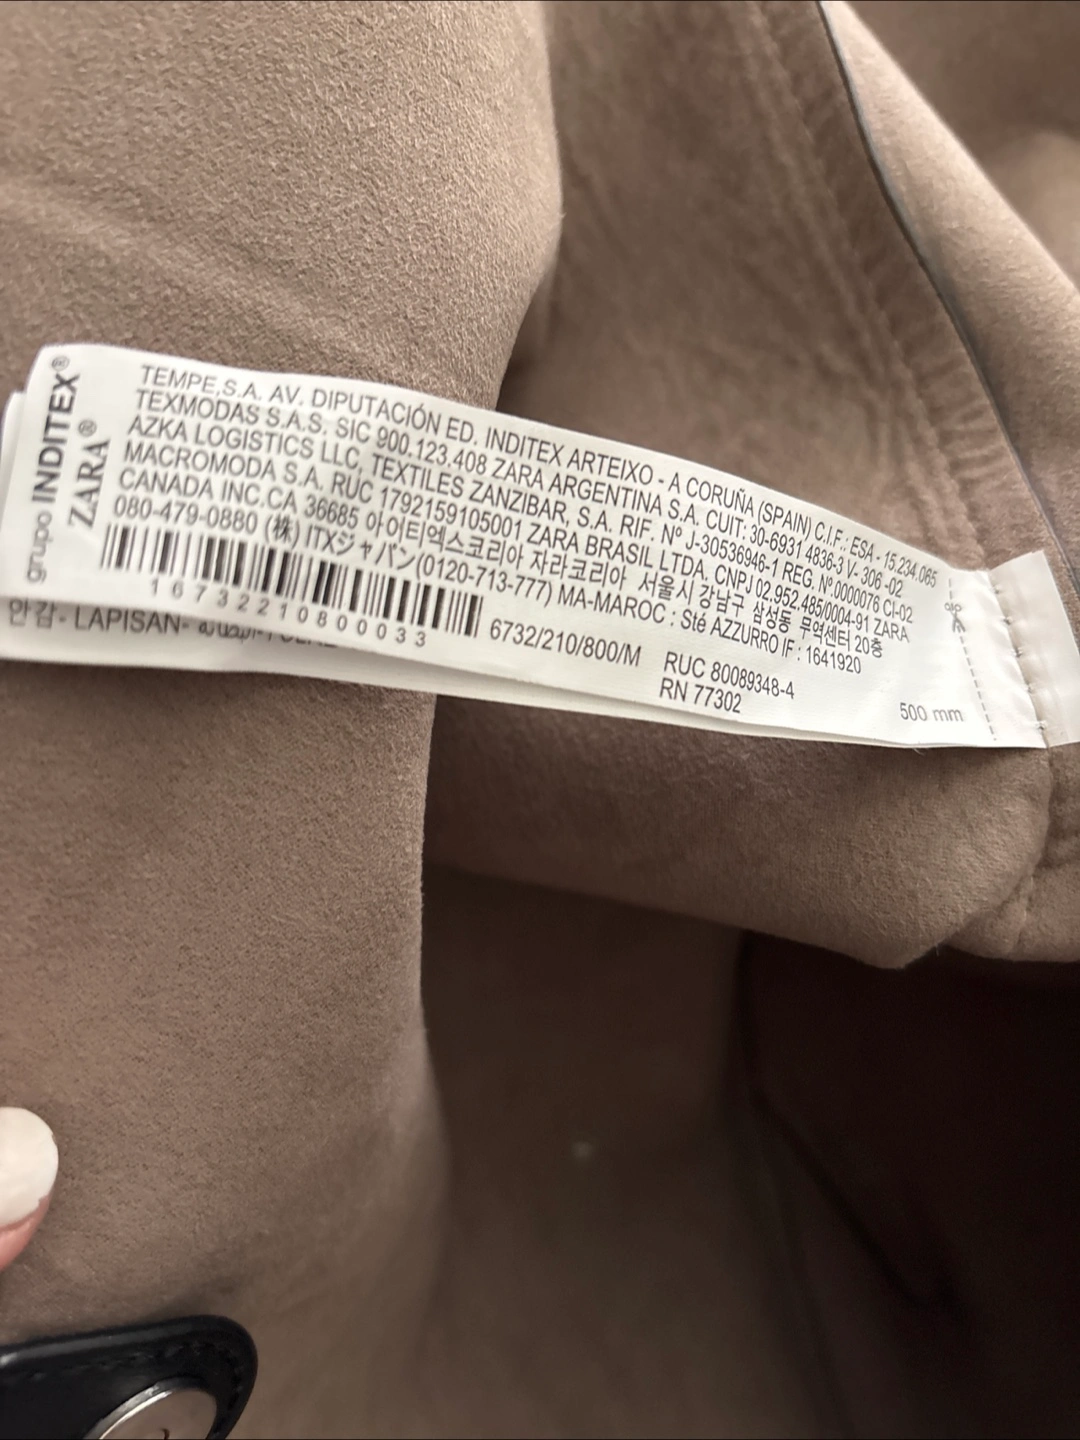 grupo INDITEX®
ZARA®
TEMPE,S.A. AV. DIPUTACIÓN ED. INDITEX ARTEIXO - A CORUÑA (SPAIN) C.I.F.: ESA - 15.234.065
TEXMODAS S.A.S. SIC 900.123.408 ZARA ARGENTINA S.A. CUIT: 30-6931 4836-3 V- 306 -02
AZKA LOGISTICS LLC, TEXTILES ZANZIBAR, S.A. RIF. Nº J-30536946-1 REG. Nº.0000076 CI-02
MACROMODA S.A. RUC 1792159105001 ZARA BRASIL LTDA. CNPJ 02.952.485/0004-91 ZARA
CANADA INC.CA 36685 아이티엑스코리아 자라코리아 서울시 강남구 삼성동 무역센터 20층
080-479-0880 (株) ITXジャパン(0120-713-777) MA-MAROC : Sté AZZURRO IF : 1641920
16732210800033
6732/210/800/M
RUC 80089348-4
RN 77302
500 mm
안감- LAPISAN-